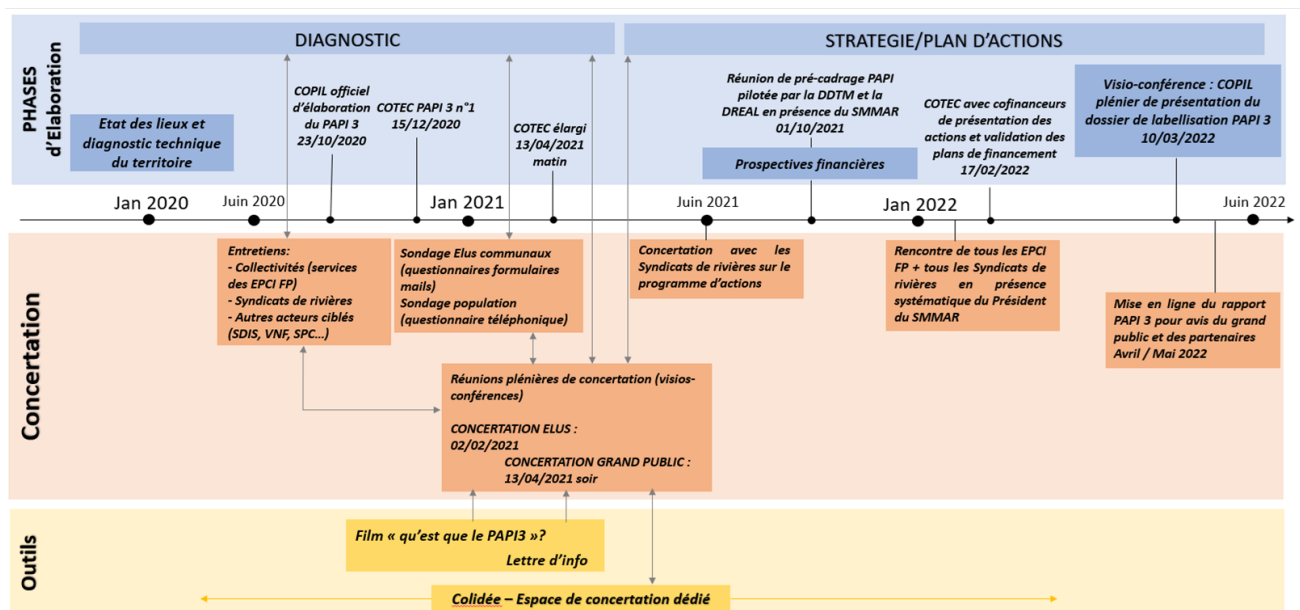 PHASES
d'Elaboration
DIAGNOSTIC
STRATEGIE/PLAN D'ACTIONS
Etat des lieux et
diagnostic technique
du territoire
COPIL officiel
d'élaboration
du PAPI 3
23/10/2020
COTEC PAPI 3 n°1
15/12/2020
COTEC élargi
13/04/2021
matin
Réunion de pré-cadrage PAPI
pilotée par la DDTM et la
DREAL en présence du SMMAR
01/10/2021
Prospectives financières
COTEC avec cofinanceurs
de présentation des
actions et validation des
plans de financement
17/02/2022
Visio-conférence : COPIL
plénier de présentation du
dossier de labellisation PAPI 3
10/03/2022
Jan 2020
Juin 2020
Jan 2021
Juin 2021
Jan 2022
Juin 2022
Concertation
Entretiens:
- Collectivités (services
des EPCI FP)
- Syndicats de rivières
- Autres acteurs ciblés
(SDIS, VNF, SPC...)
Sondage Elus communaux
(questionnaires formulaires
mails)
Sondage population
(questionnaire téléphonique)
Concertation avec les
Syndicats de rivières sur le
programme d'actions
Rencontre de tous les EPCI
FP + tous les Syndicats de
rivières en présence
systématique du Président
du SMMAR
Mise en ligne du rapport
PAPI 3 pour avis du grand
public et des partenaires
Avril / Mai 2022
Réunions plénières de concertation (visios-
conférences)
CONCERTATION ELUS :
02/02/2021
CONCERTATION GRAND PUBLIC :
13/04/2021 soir
Outils
Film « qu'est que le PAPI3 »?
Lettre d'info
Colidée – Espace de concertation dédié